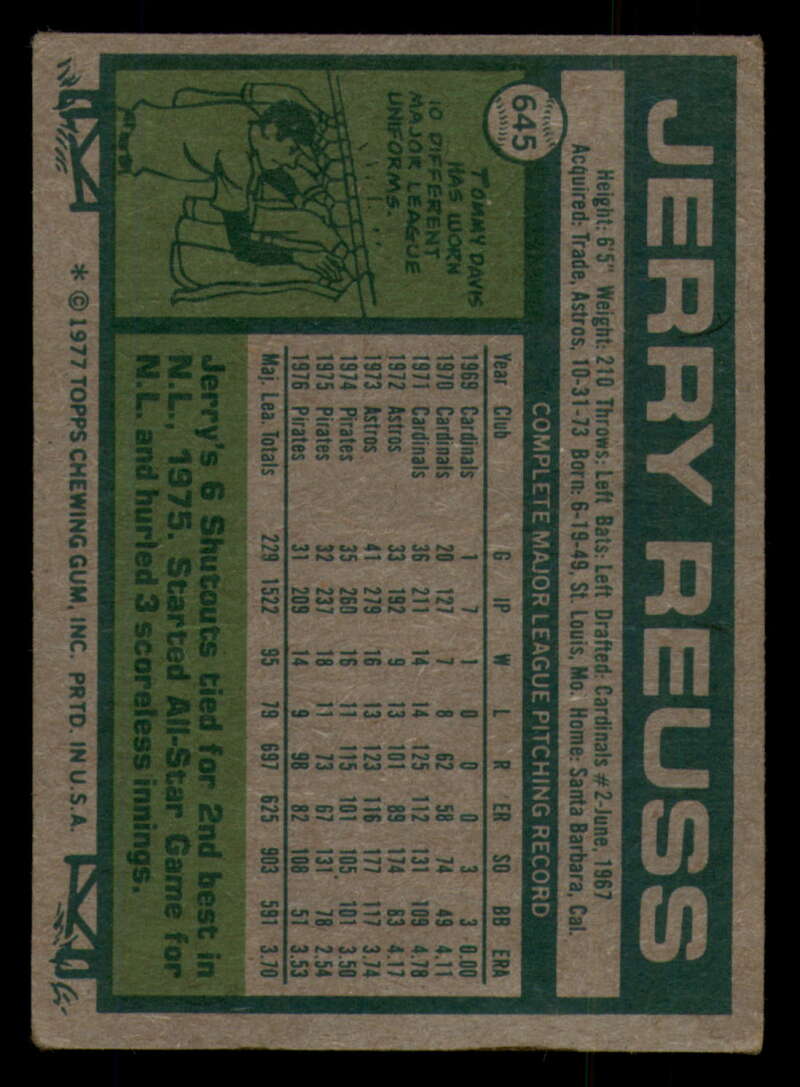 645
JERRY REUSS
Height: 6'5" Weight: 210 Throws: Left Bats: Left Drafted: Cardinals #2-June, 1967
Acquired: Trade, Astros, 10-31-73 Born: 6-19-49, St. Louis, Mo. Home: Santa Barbara, Cal.
TOMMY DAVIS
HAS WORN
10 DIFFERENT
MAJOR LEAGUE
UNIFORMS.
COMPLETE MAJOR LEAGUE PITCHING RECORD
Year Club G IP W L R ER SO BB ERA
1969 Cardinals 1 7 1 0 0 0 3 3 0.00
1970 Cardinals 20 127 7 8 62 58 74 49 4.11
1971 Cardinals 36 211 14 14 125 112 131 109 4.78
1972 Astros 33 192 9 13 101 89 174 83 4.17
1973 Astros 41 279 16 13 123 116 177 117 3.74
1974 Pirates 35 260 16 11 115 101 105 101 3.50
1975 Pirates 32 237 18 11 73 67 131 78 2.54
1976 Pirates 31 209 14 9 98 82 108 51 3.53
Maj. Lea. Totals 229 1522 95 79 697 625 903 591 3.70
Jerry's 6 Shutouts tied for 2nd best in
N.L., 1975. Started All-Star Game for
N.L. and hurled 3 scoreless innings.
* © 1977 TOPPS CHEWING GUM, INC. PRTD. IN U.S.A.